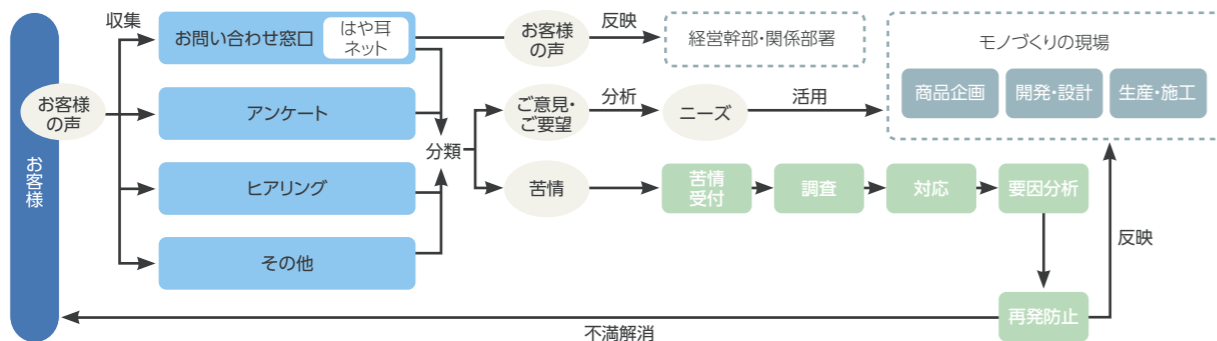 お客様
お客様
の声
収集
お問い合わせ窓口
はや耳
ネット
アンケート
ヒアリング
その他
分類
お客様
の声
反映
経営幹部・関係部署
ご意見・
ご要望
分析
ニーズ
活用
モノづくりの現場
商品企画
開発・設計
生産・施工
苦情
苦情
受付
調査
対応
要因分析
反映
再発防止
不満解消